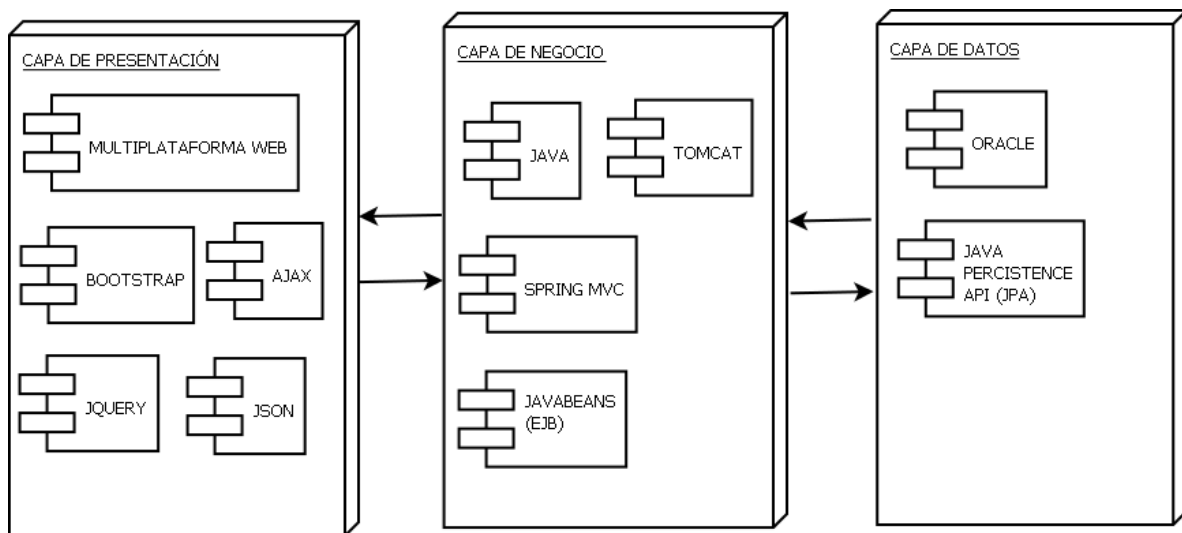 CAPA DE PRESENTACIÓN
MULTIPLATAFORMA WEB
BOOTSTRAP
AJAX
JQUERY
JSON
CAPA DE NEGOCIO
JAVA
TOMCAT
SPRING MVC
JAVABEANS
(EJB)
CAPA DE DATOS
ORACLE
JAVA
PERCISTENCE
API (JPA)